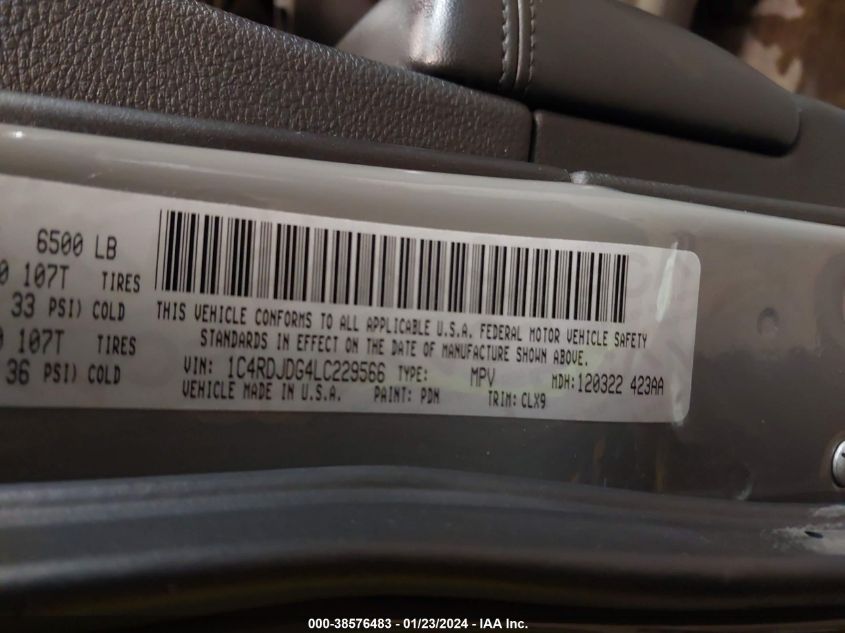 6500 LB
107T TIRES
33 PSI) COLD
107T TIRES
36 PSI) COLD
THIS VEHICLE CONFORMS TO ALL APPLICABLE U.S.A. FEDERAL MOTOR VEHICLE SAFETY
STANDARDS IN EFFECT ON THE DATE OF MANUFACTURE SHOWN ABOVE.
VIN: 1C4RDJDG4LC229566 TYPE: MPV MDH: 120322 423AA
VEHICLE MADE IN U.S.A. PAINT: PDN TRIM: CLX9
000-38576483 - 01/23/2024 - IAA Inc.